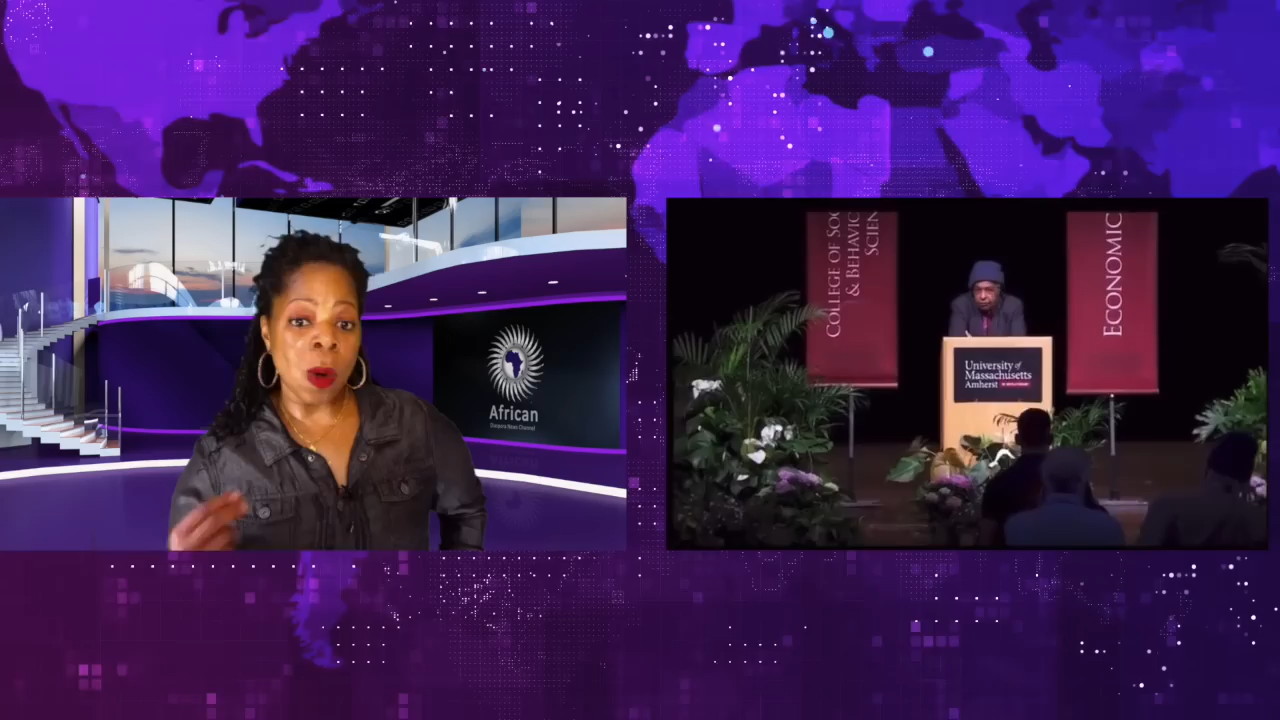 African
Diaspora News Channel
COLLEGE OF SOC
& BEHAVIC
SCIEN
ECONOMIC
University of
Massachusetts
Amherst